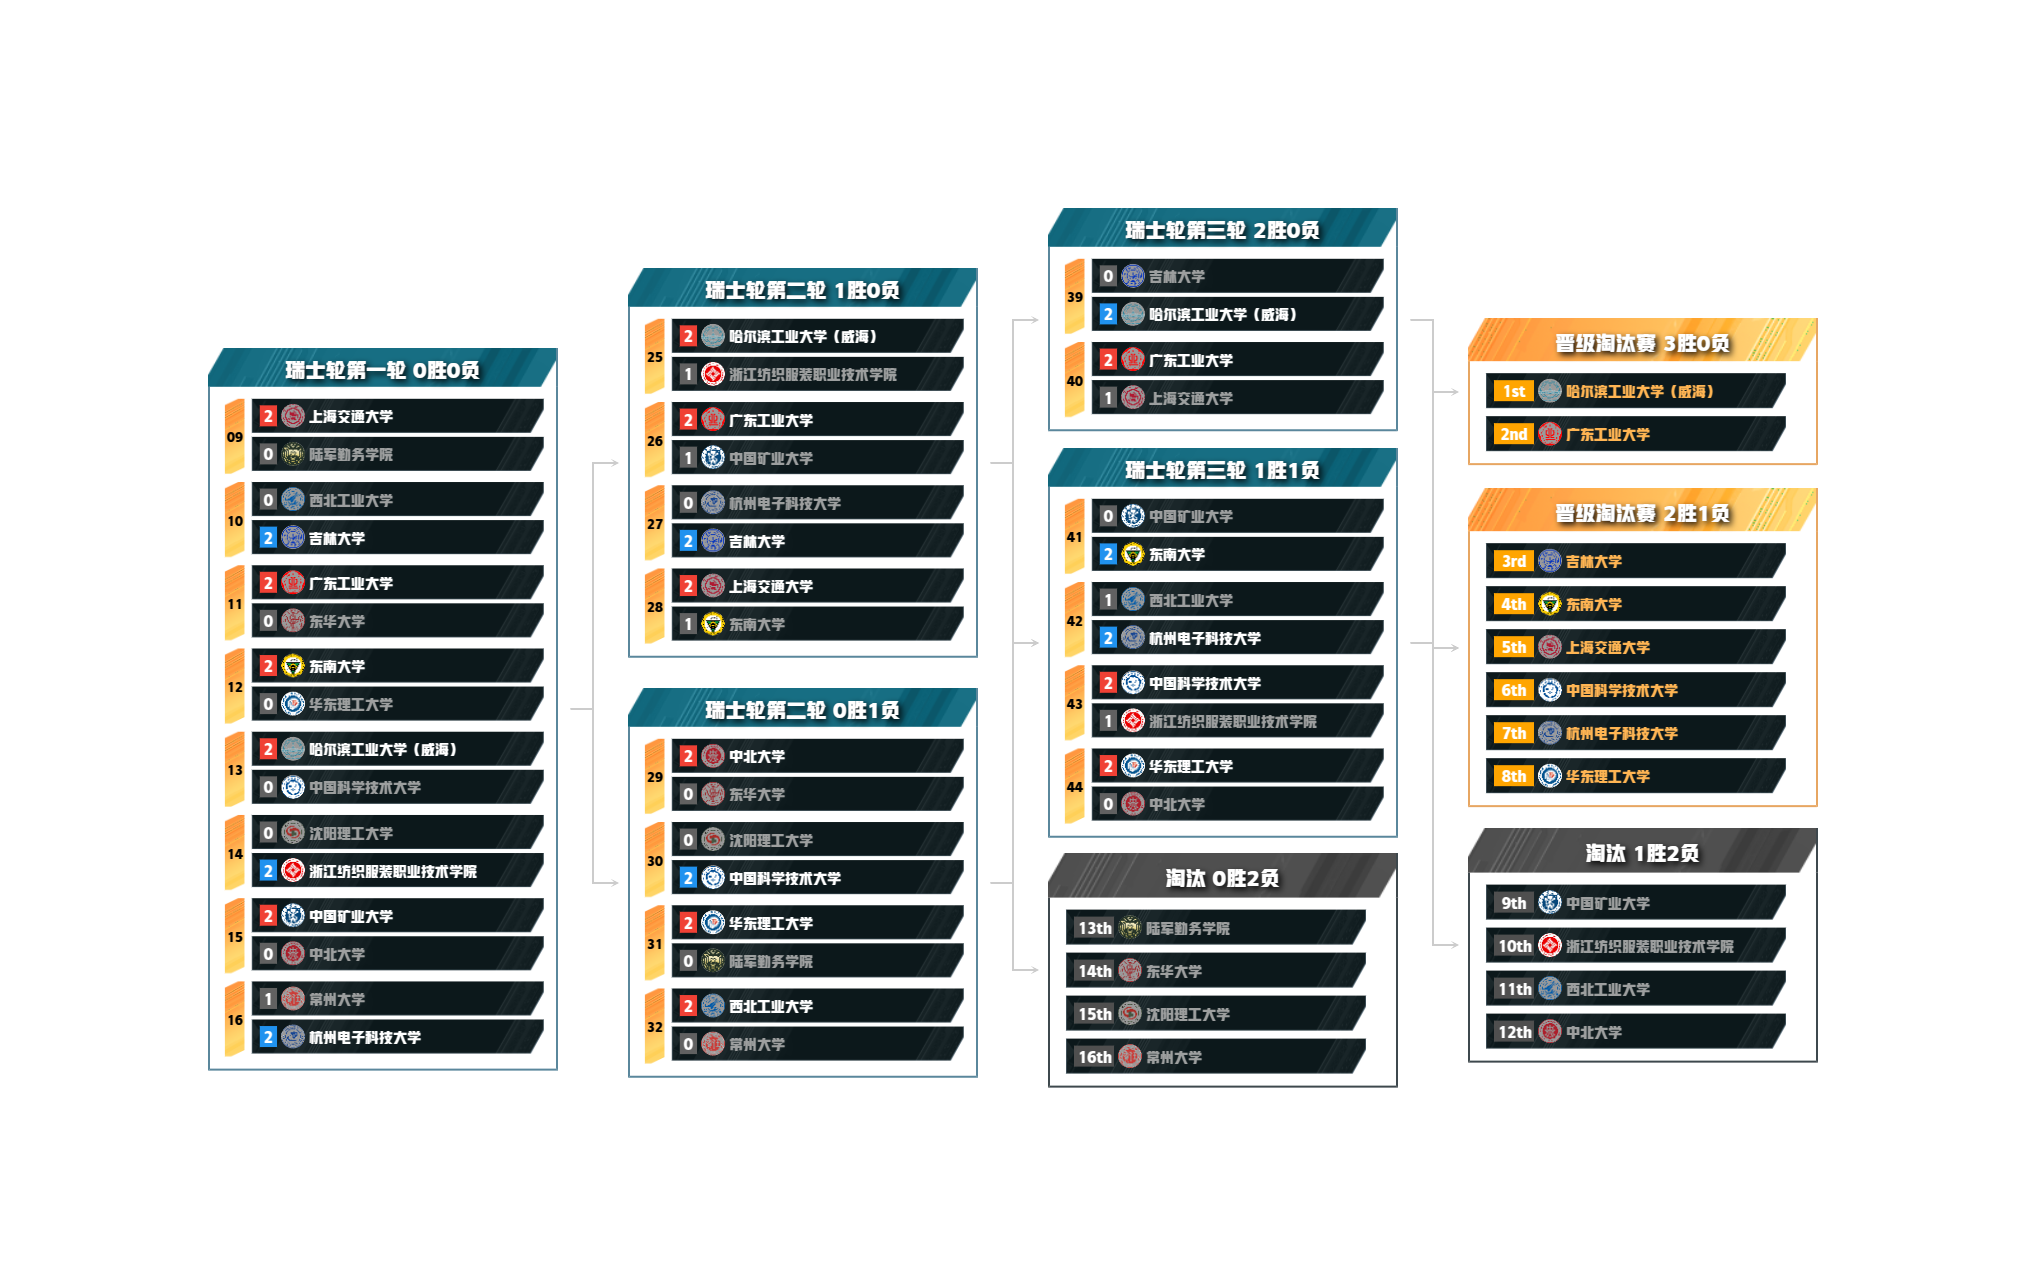 瑞士轮第一轮 0胜0负
09
2 上海交通大学
0 陆军勤务学院
10
0 西北工业大学
2 吉林大学
11
2 广东工业大学
0 东华大学
12
2 东南大学
0 华东理工大学
13
2 哈尔滨工业大学（威海）
0 中国科学技术大学
14
0 沈阳理工大学
2 浙江纺织服装职业技术学院
15
2 中国矿业大学
0 中北大学
16
1 常州大学
2 杭州电子科技大学
瑞士轮第二轮 1胜0负
25
2 哈尔滨工业大学（威海）
1 浙江纺织服装职业技术学院
26
2 广东工业大学
1 中国矿业大学
27
0 杭州电子科技大学
2 吉林大学
28
2 上海交通大学
1 东南大学
瑞士轮第二轮 0胜1负
29
2 中北大学
0 东华大学
30
0 沈阳理工大学
2 中国科学技术大学
31
2 华东理工大学
0 陆军勤务学院
32
2 西北工业大学
0 常州大学
瑞士轮第三轮 2胜0负
39
0 吉林大学
2 哈尔滨工业大学（威海）
40
2 广东工业大学
1 上海交通大学
瑞士轮第三轮 1胜1负
41
0 中国矿业大学
2 东南大学
42
1 西北工业大学
2 杭州电子科技大学
43
2 中国科学技术大学
1 浙江纺织服装职业技术学院
44
2 华东理工大学
0 中北大学
淘汰 0胜2负
13th 陆军勤务学院
14th 东华大学
15th 沈阳理工大学
16th 常州大学
晋级淘汰赛 3胜0负
1st 哈尔滨工业大学（威海）
2nd 广东工业大学
晋级淘汰赛 2胜1负
3rd 吉林大学
4th 东南大学
5th 上海交通大学
6th 中国科学技术大学
7th 杭州电子科技大学
8th 华东理工大学
淘汰 1胜2负
9th 中国矿业大学
10th 浙江纺织服装职业技术学院
11th 西北工业大学
12th 中北大学